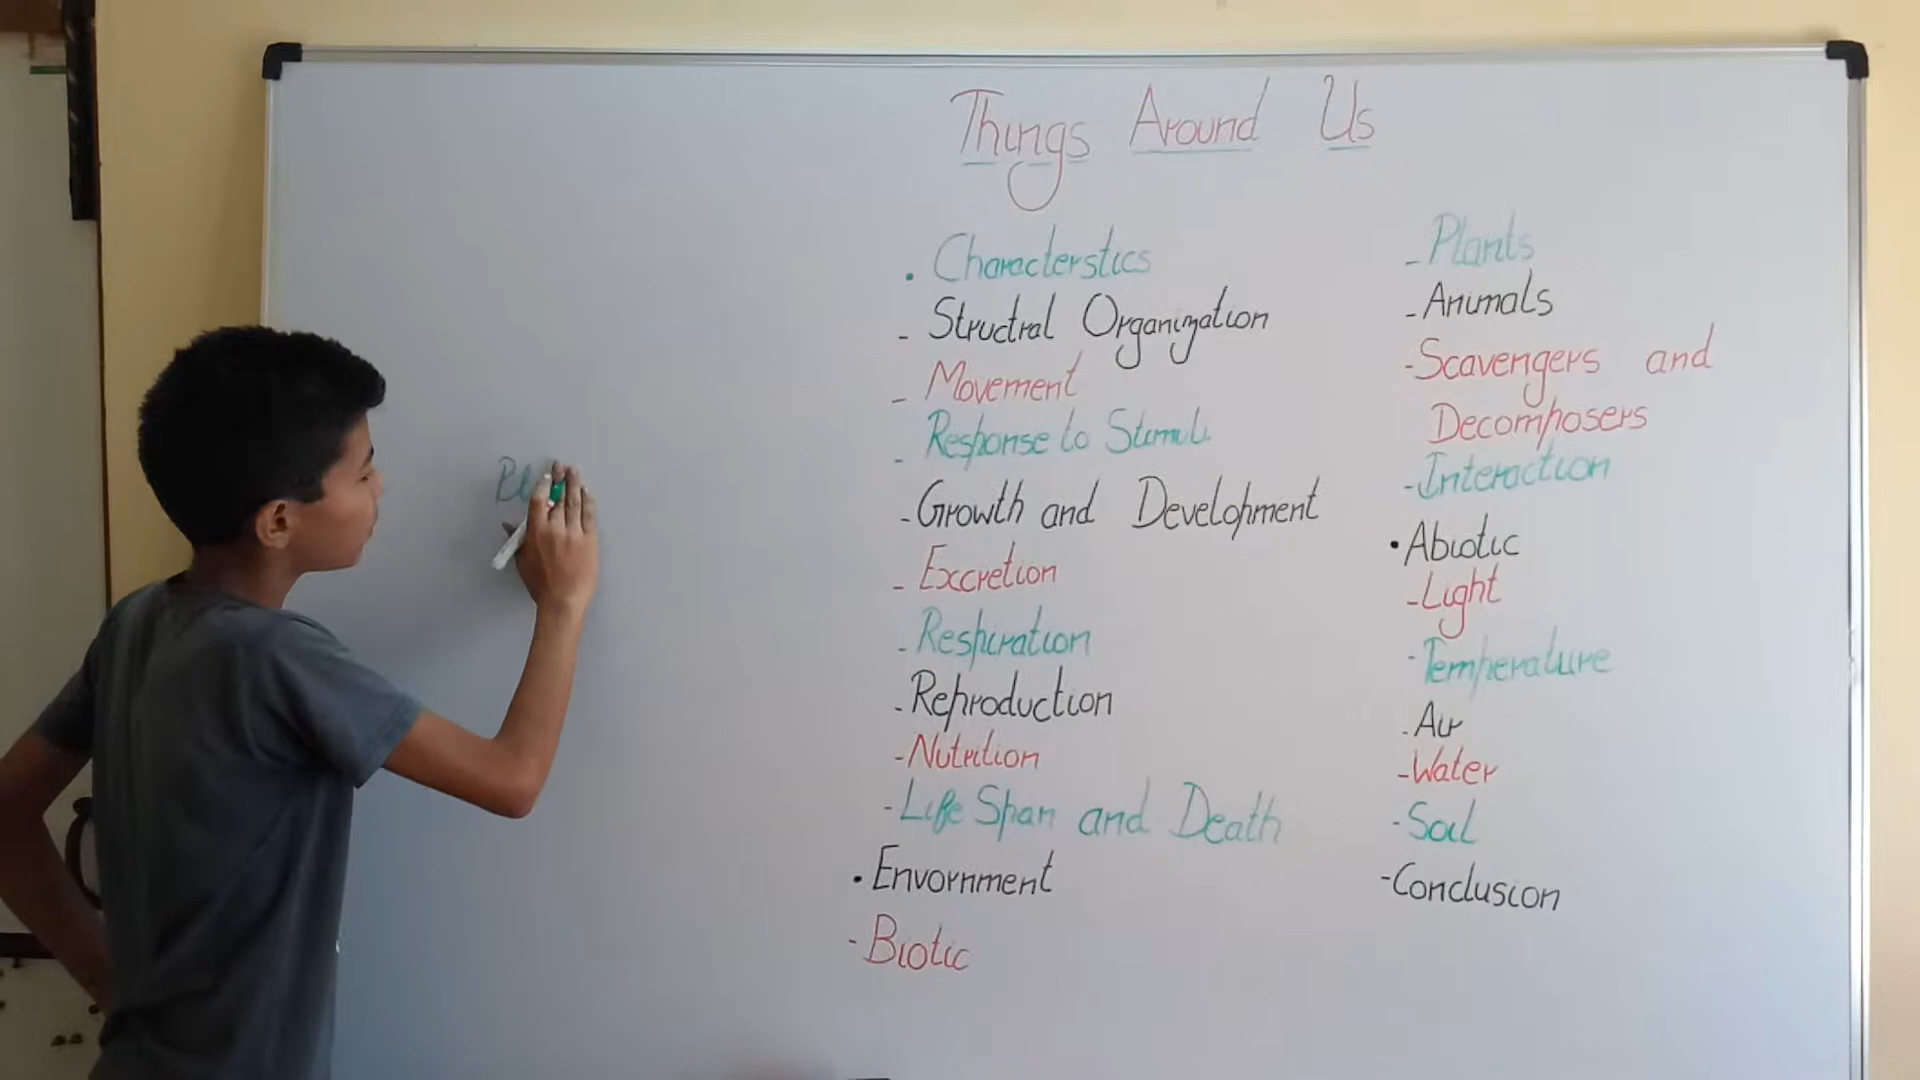 Things Around Us
. Characterstics
- Structral Organization
- Movement
- Response to Stimuli
- Growth and Development
- Excretion
- Respiration
- Reproduction
- Nutrition
- Life Span and Death
• Envornment
- Biotic
- Plants
- Animals
- Scavengers and
Decomposers
- Interaction
• Abiotic
- Light
- Temperature
- Air
- Water
- Soil
- Conclusion